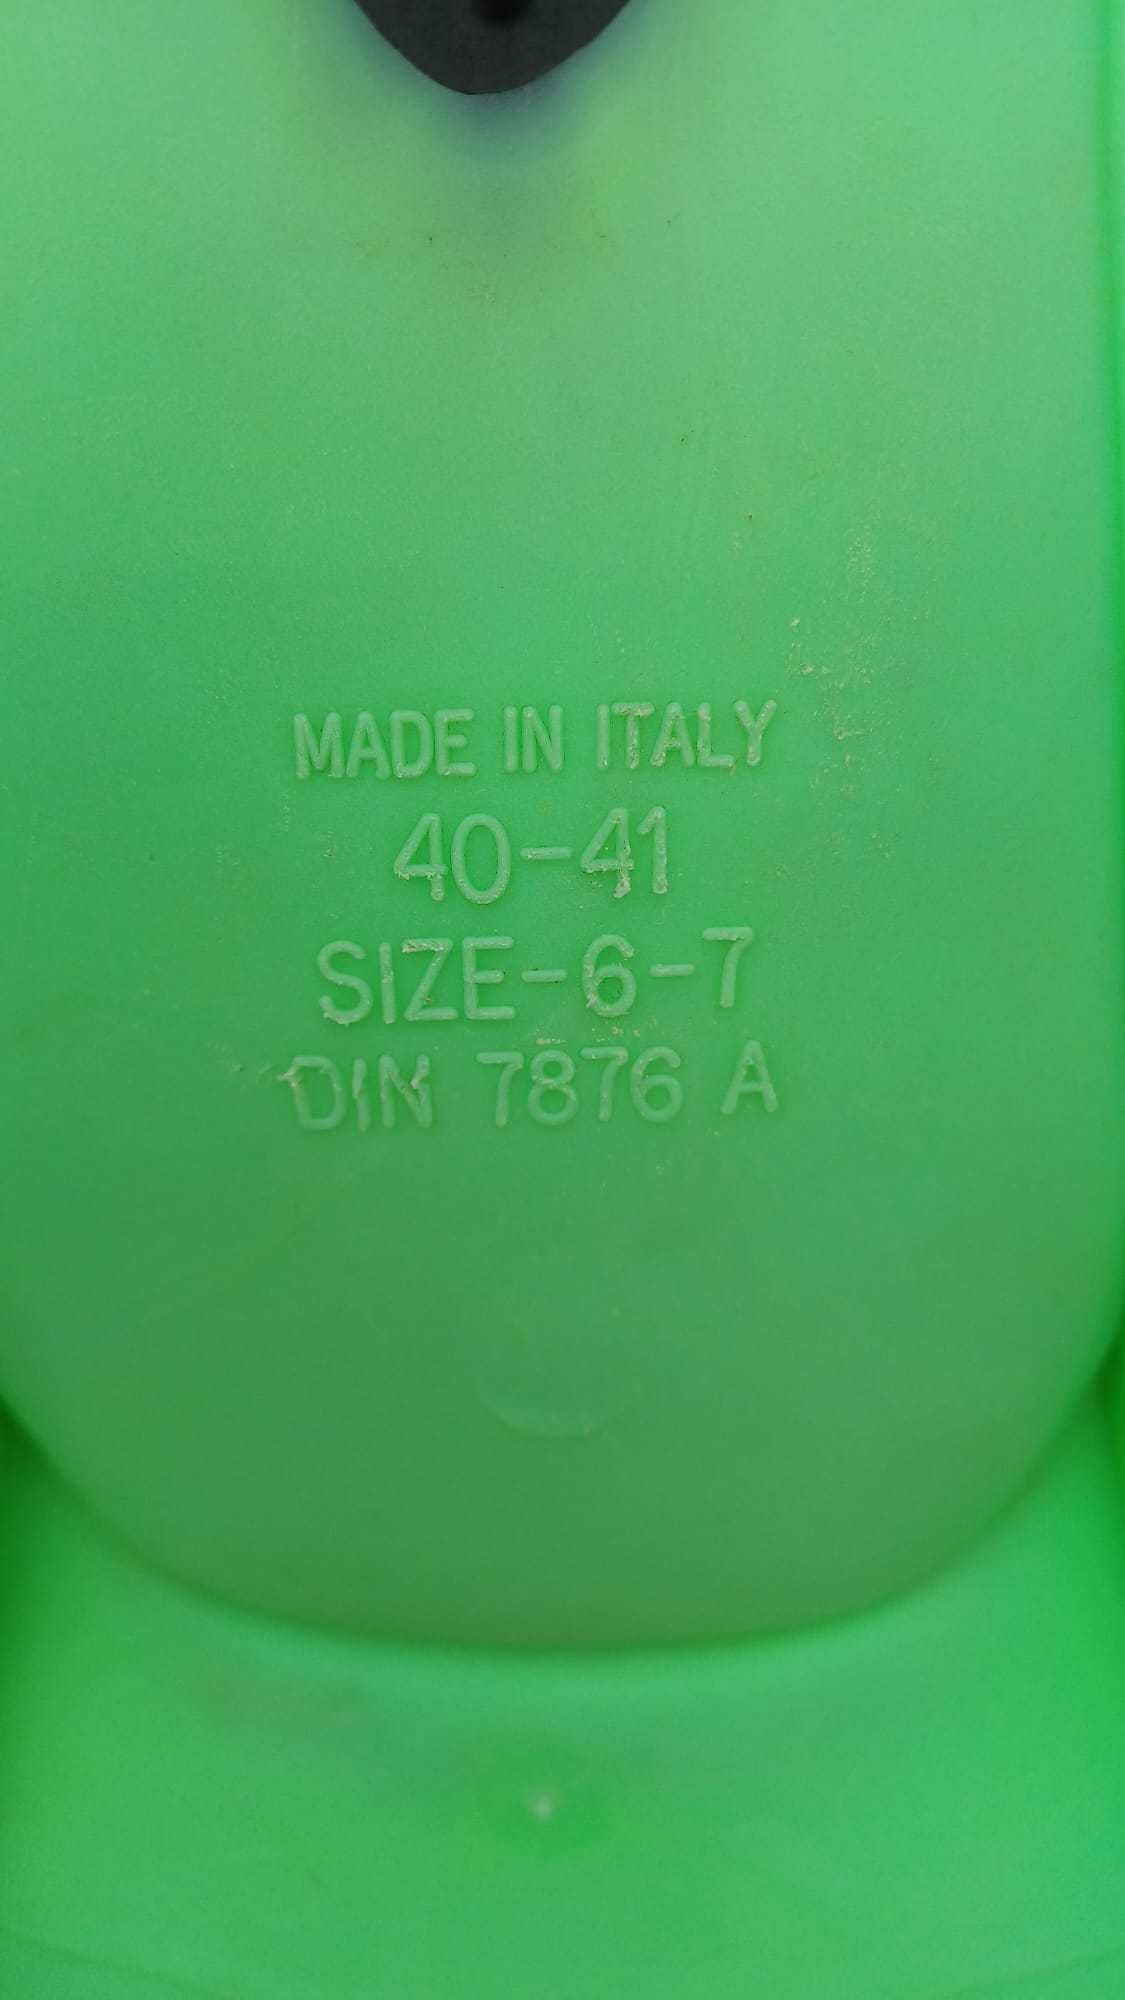 MADE IN ITALY
40-41
SIZE-6-7
DIN 7876 A